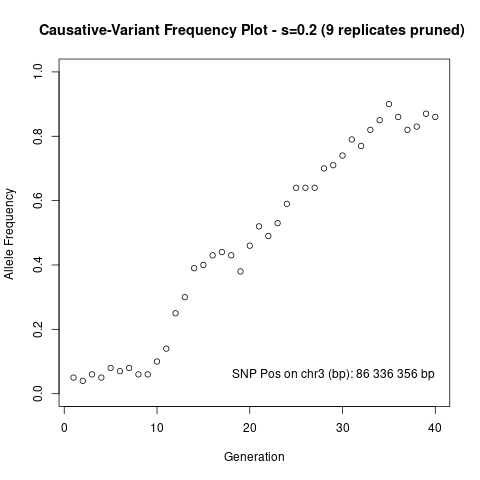 Causative-Variant Frequency Plot - s=0.2 (9 replicates pruned)
Allele Frequency
1.0
0.8
0.6
0.4
0.2
0.0
SNP Pos on chr3 (bp): 86 336 356 bp
0 10 20 30 40
Generation